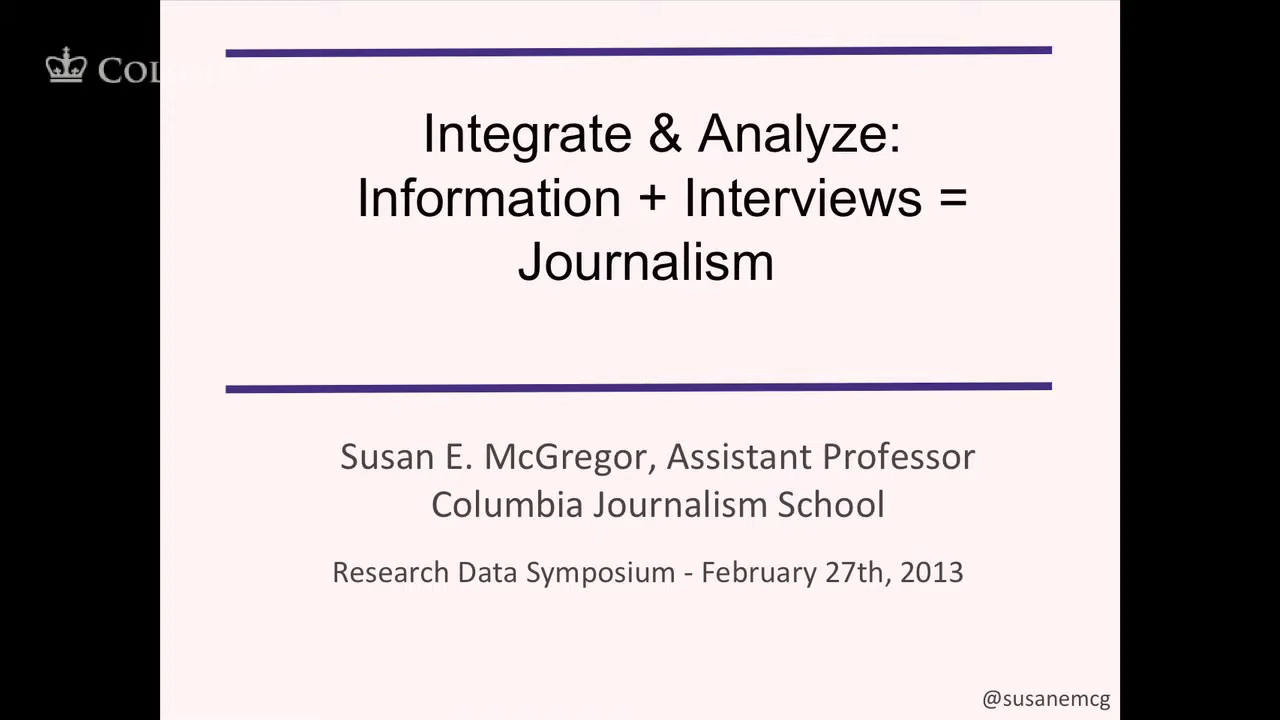 Integrate & Analyze:
Information + Interviews =
Journalism
Susan E. McGregor, Assistant Professor
Columbia Journalism School
Research Data Symposium - February 27th, 2013
@susanemcg